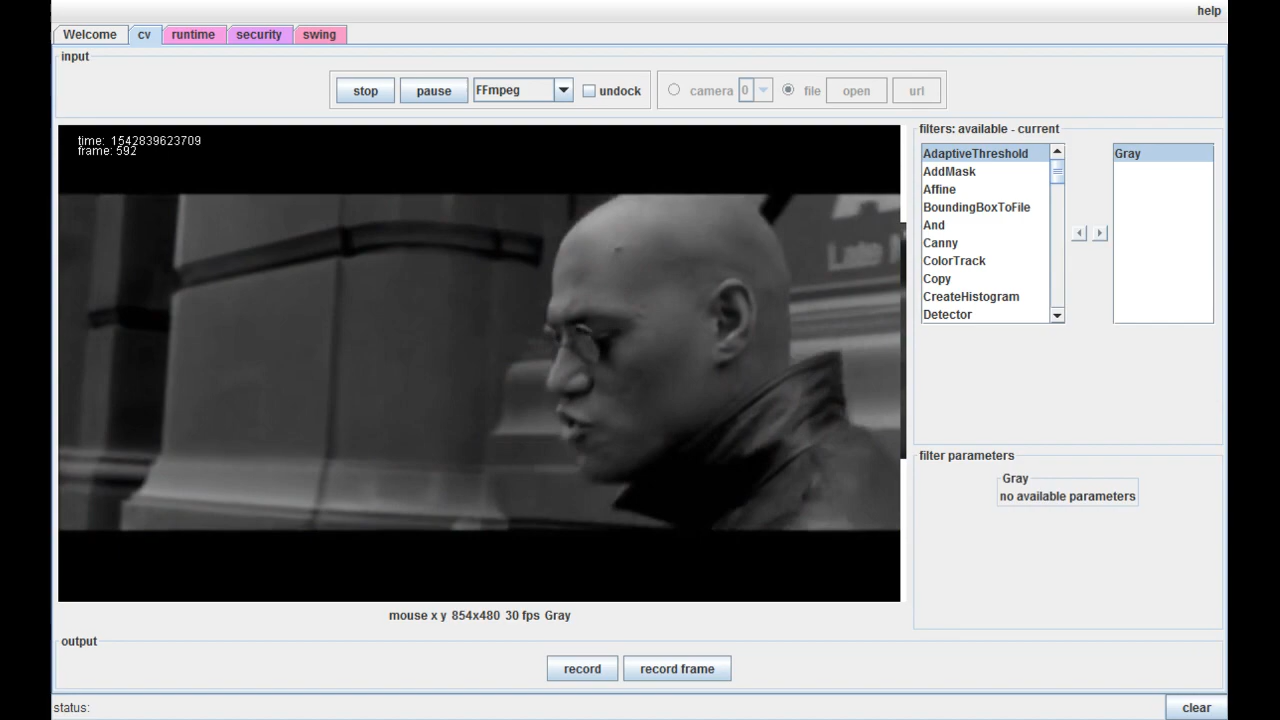 help
Welcome cv runtime security swing
input
stop pause FFmpeg undock camera 0 file open url
filters: available - current
time: 1542839623709
frame: 592
AdaptiveThreshold
AddMask
Affine
BoundingBoxToFile
And
Canny
ColorTrack
Copy
CreateHistogram
Detector
Gray
Late
filter parameters
Gray
no available parameters
mouse x y 854x480 30 fps Gray
output
record record frame
status:
clear